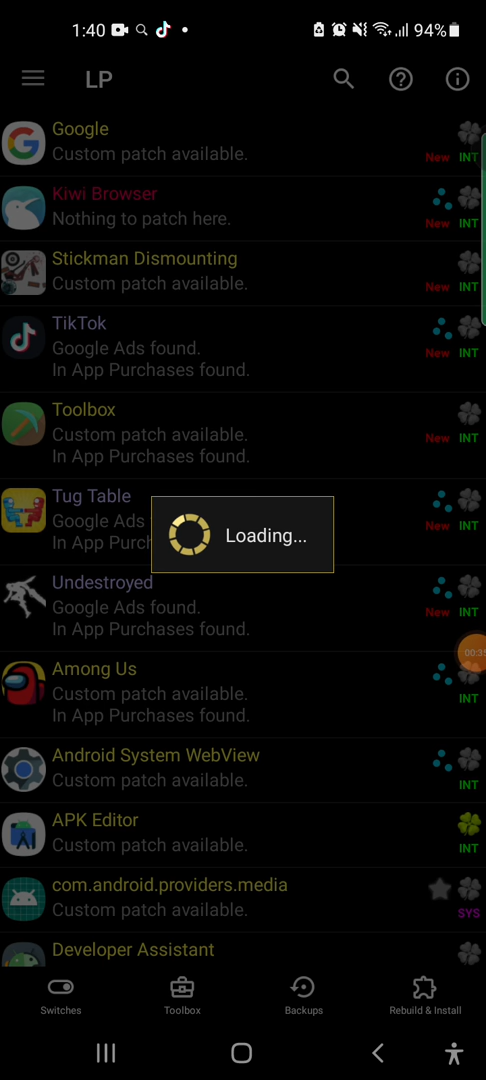 1:40 94%
LP
Google
Custom patch available.
New INT
Kiwi Browser
Nothing to patch here.
New INT
Stickman Dismounting
Custom patch available.
New INT
TikTok
Google Ads found.
In App Purchases found.
New INT
Toolbox
Custom patch available.
In App Purchases found.
New INT
Tug Table
Google Ads
In App Purch
New INT
Loading...
Undestroyed
Google Ads found.
In App Purchases found.
New INT
00:35
Among Us
Custom patch available.
In App Purchases found.
INT
Android System WebView
Custom patch available.
INT
APK Editor
Custom patch available.
INT
com.android.providers.media
Custom patch available.
SYS
Developer Assistant
Switches Toolbox Backups Rebuild & Install